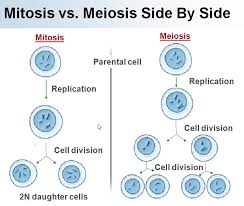 Mitosis vs. Meiosis Side By Side
Mitosis
Meiosis
Parental cell
Replication
Replication
Cell division
Cell division
Cell division
2N daughter cells